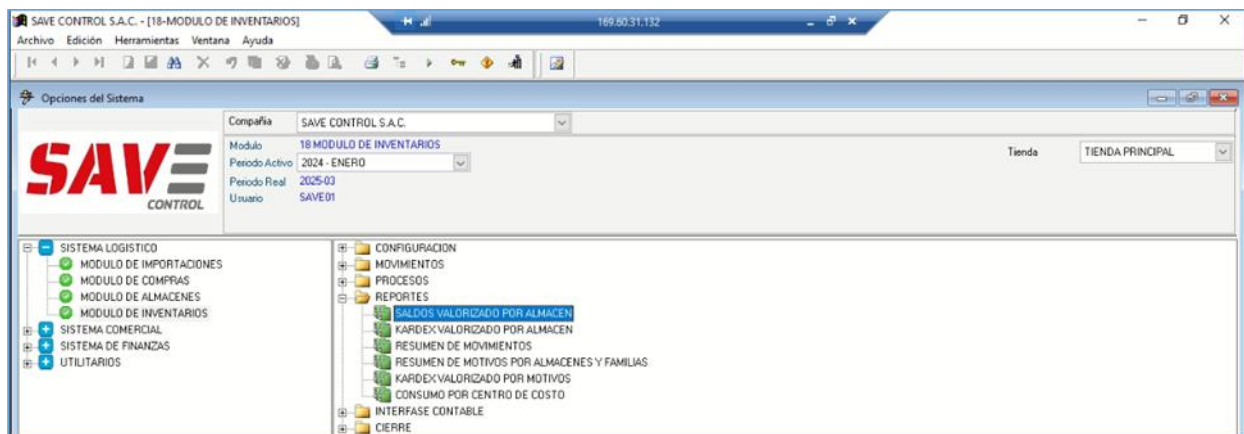 SAVE CONTROL S.A.C. - [18-MODULO DE INVENTARIOS]
169.60.31.132
Archivo Edición Herramientas Ventana Ayuda
Opciones del Sistema
SAVE
CONTROL
Compañia SAVE CONTROL S.A.C.
Modulo 18 MODULO DE INVENTARIOS
Periodo Activo 2024 - ENERO
Periodo Real 2025-03
Usuario SAVE01
Tienda TIENDA PRINCIPAL
SISTEMA LOGISTICO
MODULO DE IMPORTACIONES
MODULO DE COMPRAS
MODULO DE ALMACENES
MODULO DE INVENTARIOS
SISTEMA COMERCIAL
SISTEMA DE FINANZAS
UTILITARIOS
CONFIGURACION
MOVIMIENTOS
PROCESOS
REPORTES
SALDOS VALORIZADO POR ALMACEN
KARDEX VALORIZADO POR ALMACEN
RESUMEN DE MOVIMIENTOS
RESUMEN DE MOTIVOS POR ALMACENES Y FAMILIAS
KARDEX VALORIZADO POR MOTIVOS
CONSUMO POR CENTRO DE COSTO
INTERFASE CONTABLE
CIERRE